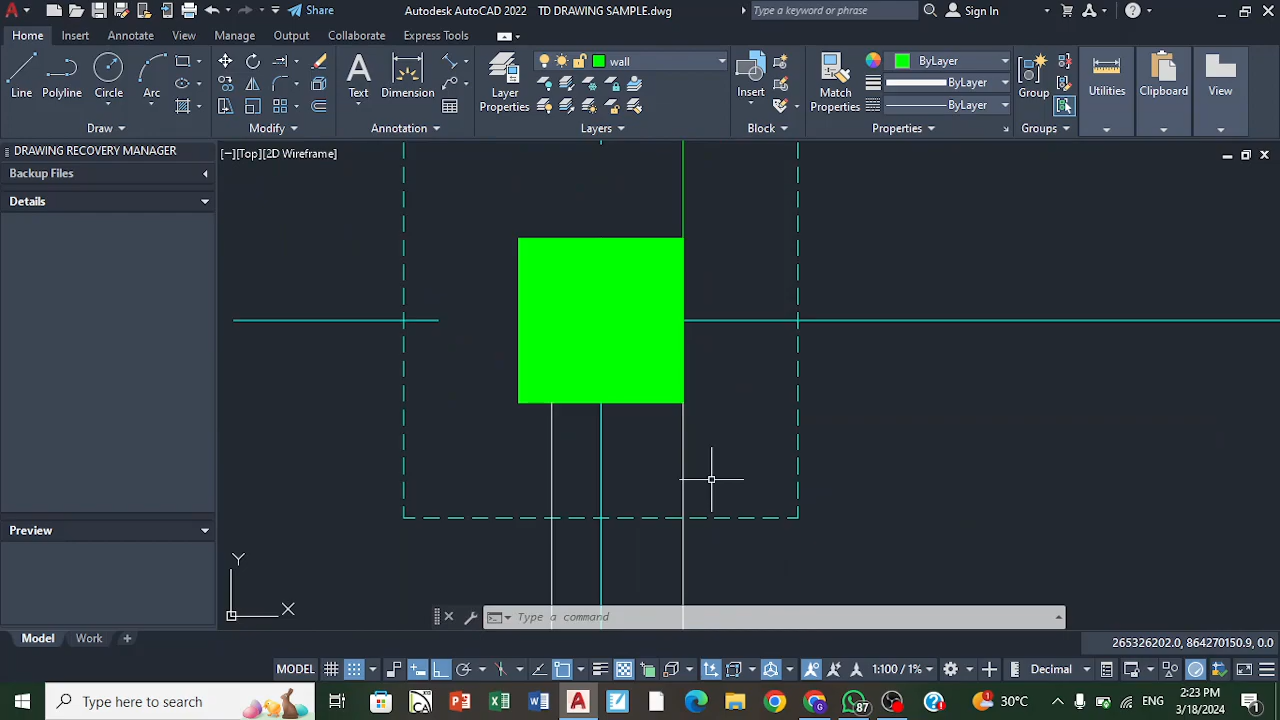 Share
Autodesk AutoCAD 2022 TD DRAWING SAMPLE.dwg
Type a keyword or phrase
Sign In
Home Insert Annotate View Manage Output Collaborate Express Tools
wall
ByLayer
ByLayer
ByLayer
Line Polyline Circle Arc
Text Dimension
Layer
Properties
Insert
Match
Properties
Group
Utilities Clipboard View
Draw Modify Annotation Layers Block Properties Groups
DRAWING RECOVERY MANAGER
Backup Files
Details
Preview
[−][Top][2D Wireframe]
Y
X
Type a command
Model Work
265326202.0, 864270150.9, 0.0
MODEL
1:100 / 1%
Decimal
Type here to search
87
1
30°C
ENG
2:23 PM
3/18/2024